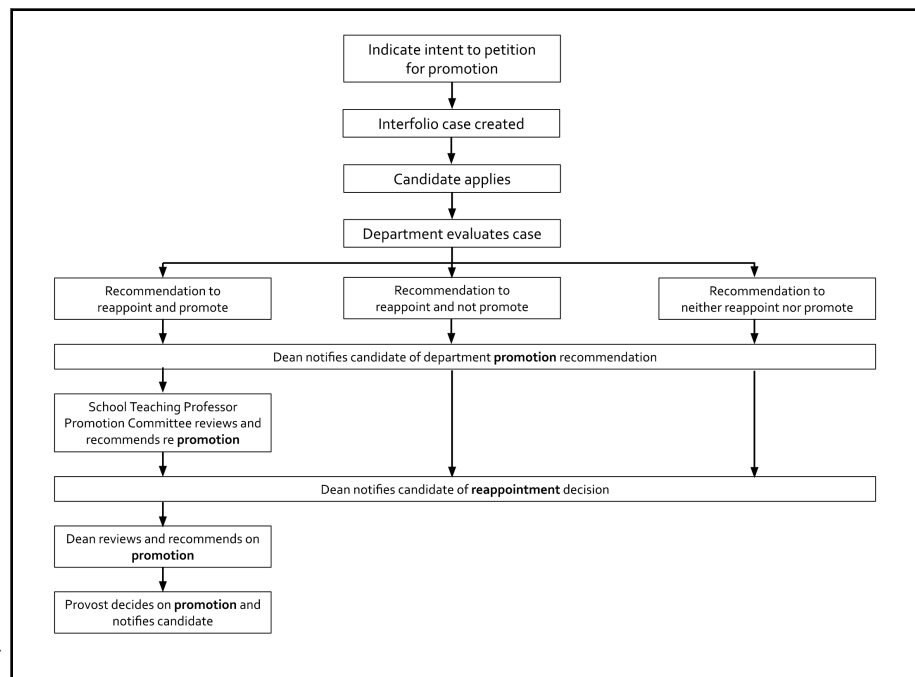 Indicate intent to petition
for promotion
Interfolio case created
Candidate applies
Department evaluates case
Recommendation to
reappoint and promote
Recommendation to
reappoint and not promote
Recommendation to
neither reappoint nor promote
Dean notifies candidate of department promotion recommendation
School Teaching Professor
Promotion Committee reviews and
recommends re promotion
Dean notifies candidate of reappointment decision
Dean reviews and recommends on
promotion
Provost decides on promotion and
notifies candidate